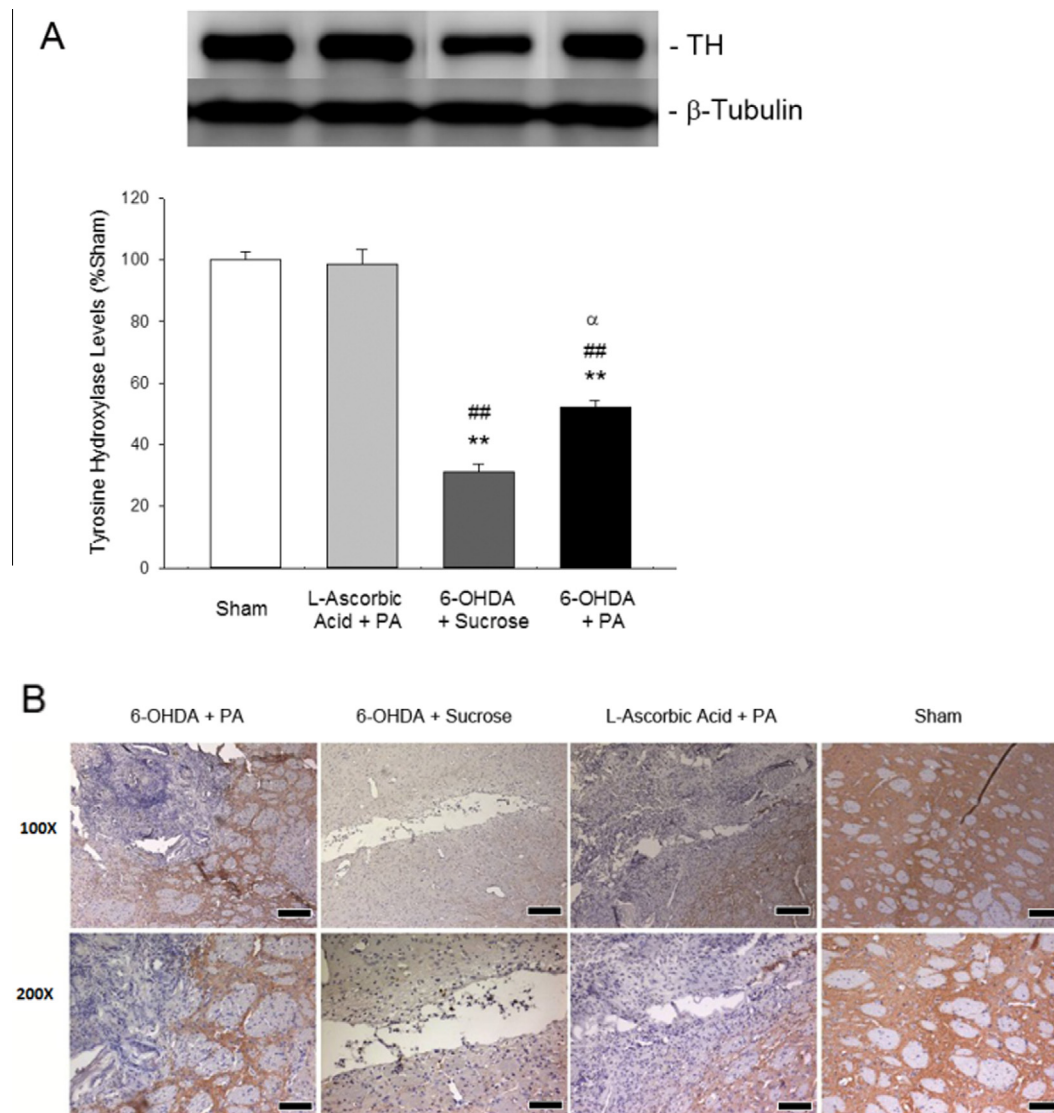 A
- TH
- β-Tubulin
Tyrosine Hydroxylase Levels (%Sham)
120
100
80
60
40
20
0
##
**
α
##
**
Sham
L-Ascorbic
Acid + PA
6-OHDA
+ Sucrose
6-OHDA
+ PA
B
6-OHDA + PA
6-OHDA + Sucrose
L-Ascorbic Acid + PA
Sham
100X
200X